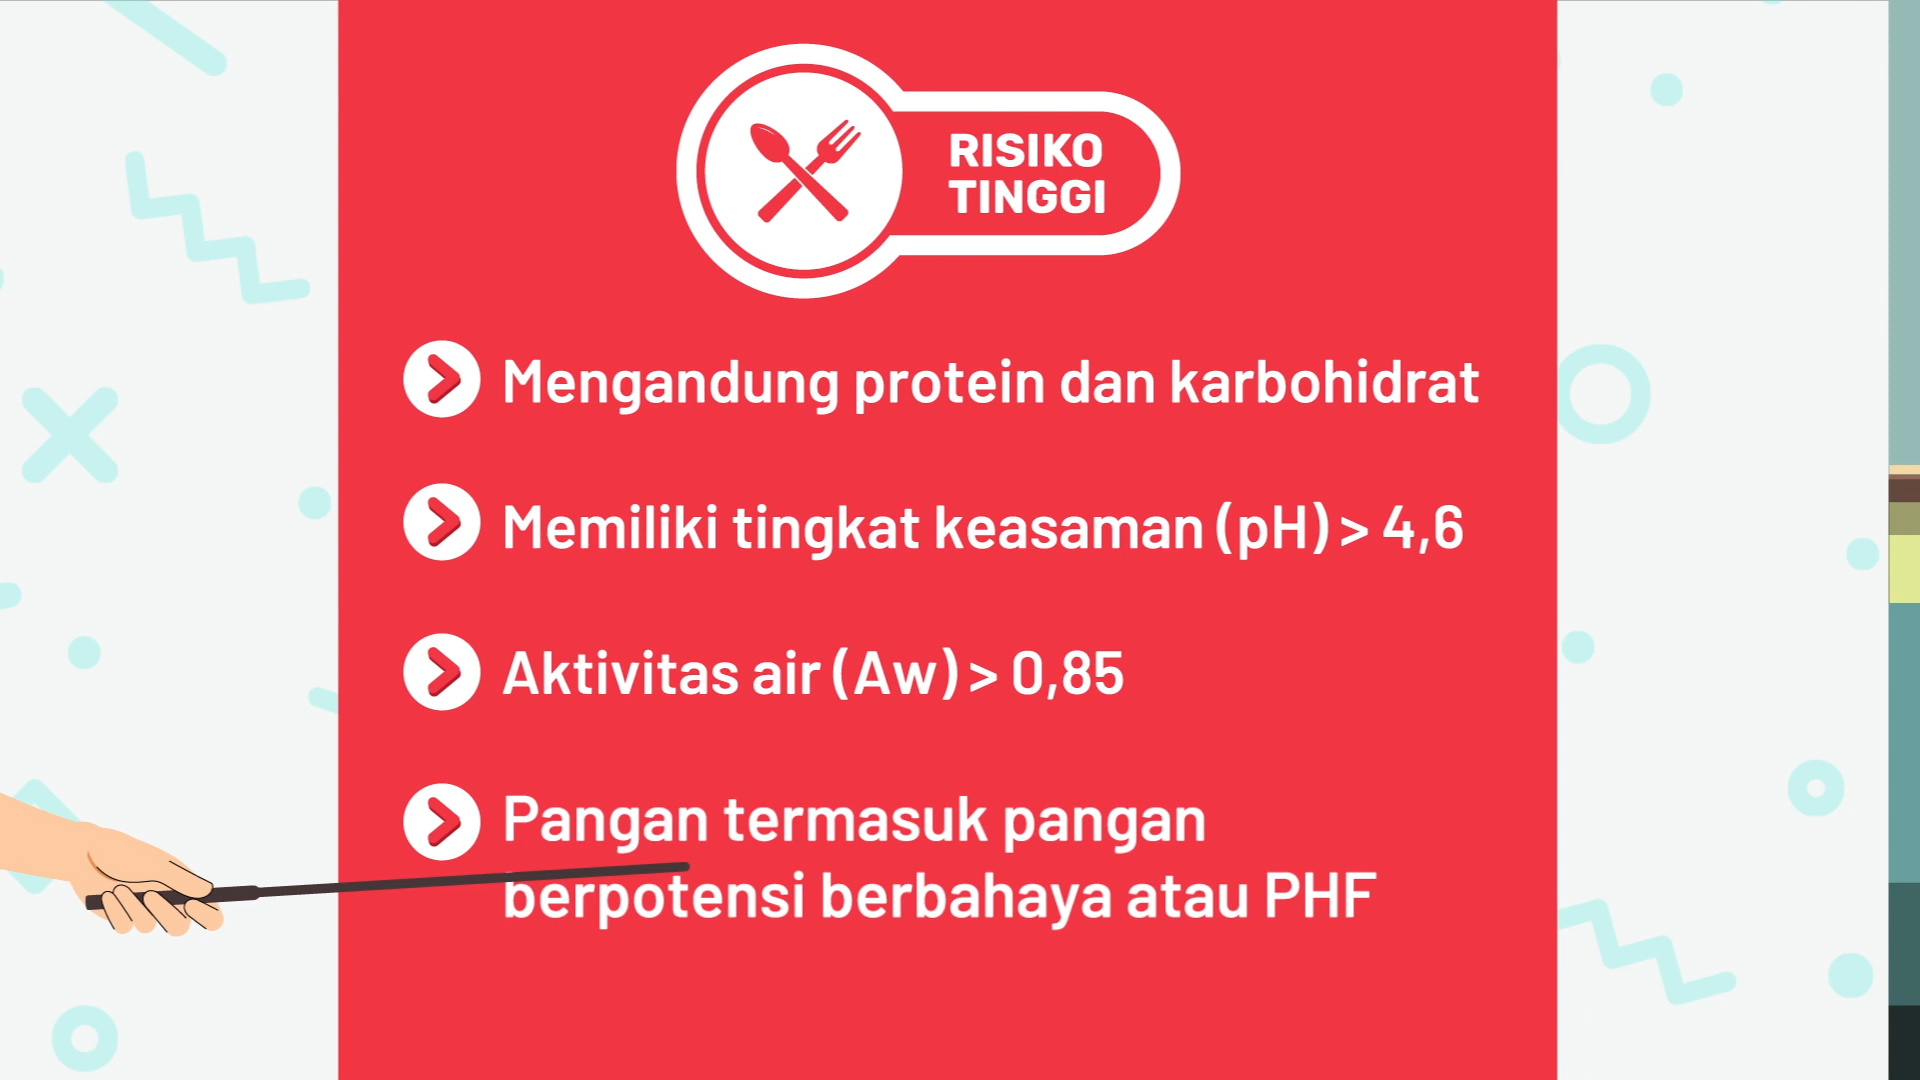 RISIKO
TINGGI
Mengandung protein dan karbohidrat
Memiliki tingkat keasaman (pH) > 4,6
Aktivitas air (Aw) > 0,85
Pangan termasuk pangan
berpotensi berbahaya atau PHF